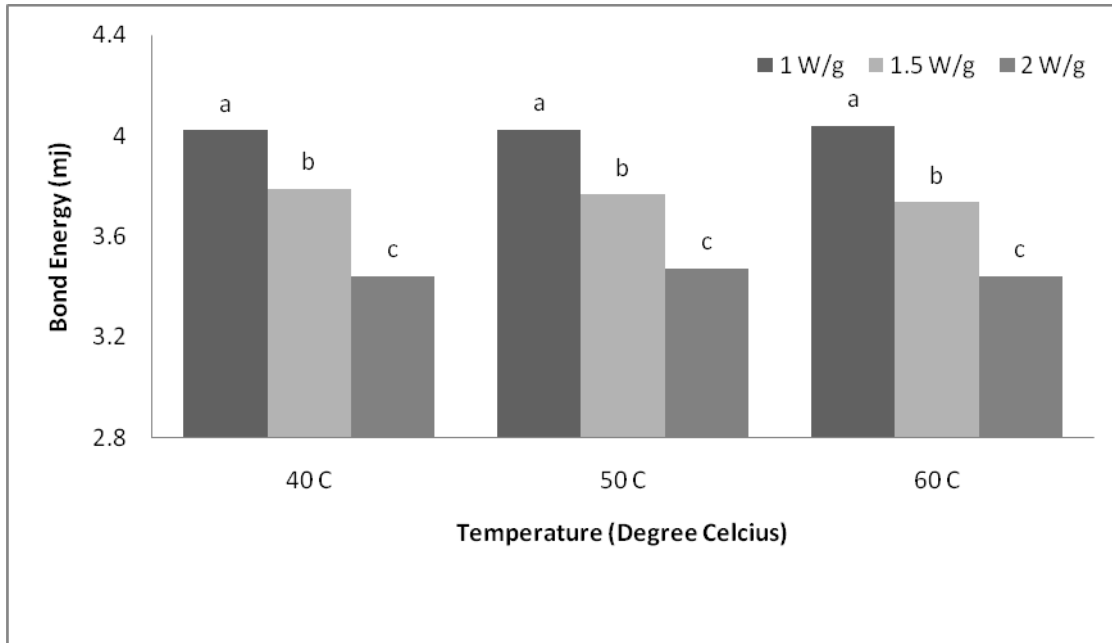 4.4
4
3.6
3.2
2.8
Bond Energy (mj)
1 W/g 1.5 W/g 2 W/g
a b c
a b c
a b c
40 C 50 C 60 C
Temperature (Degree Celcius)